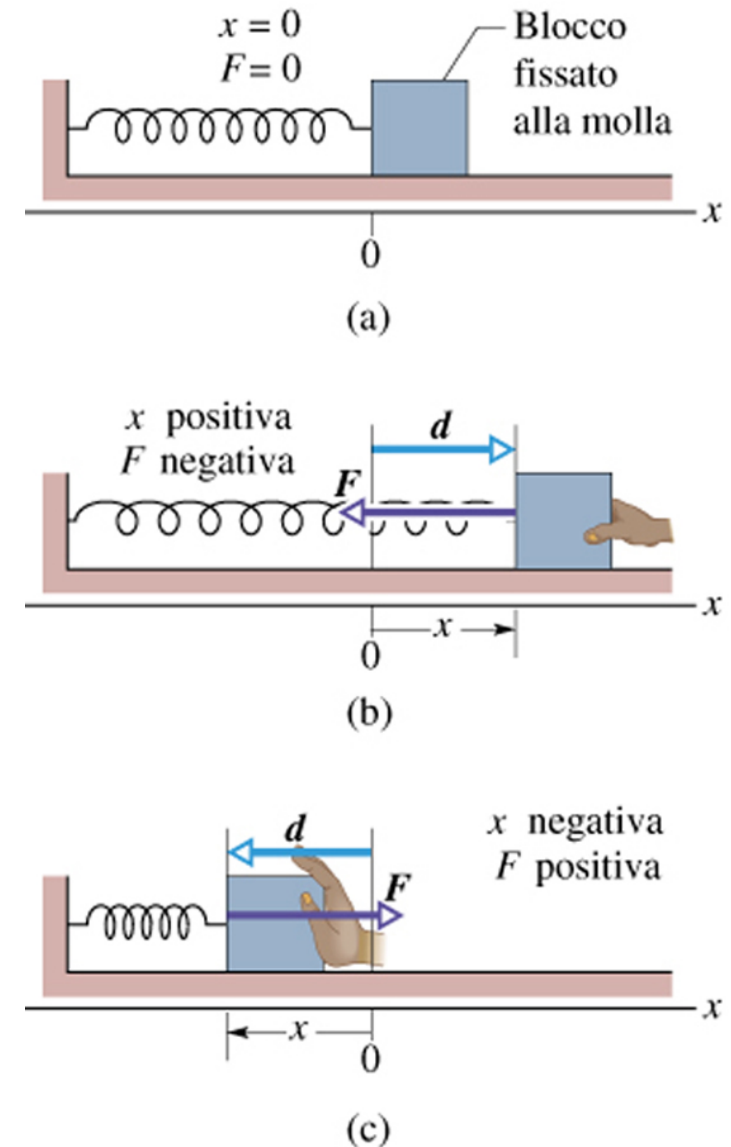 x = 0
F = 0
Blocco
fissato
alla molla
x
0
(a)
x positiva
F negativa
d
F
x
x
0
(b)
d
F
x negativa
F positiva
x
x
0
(c)